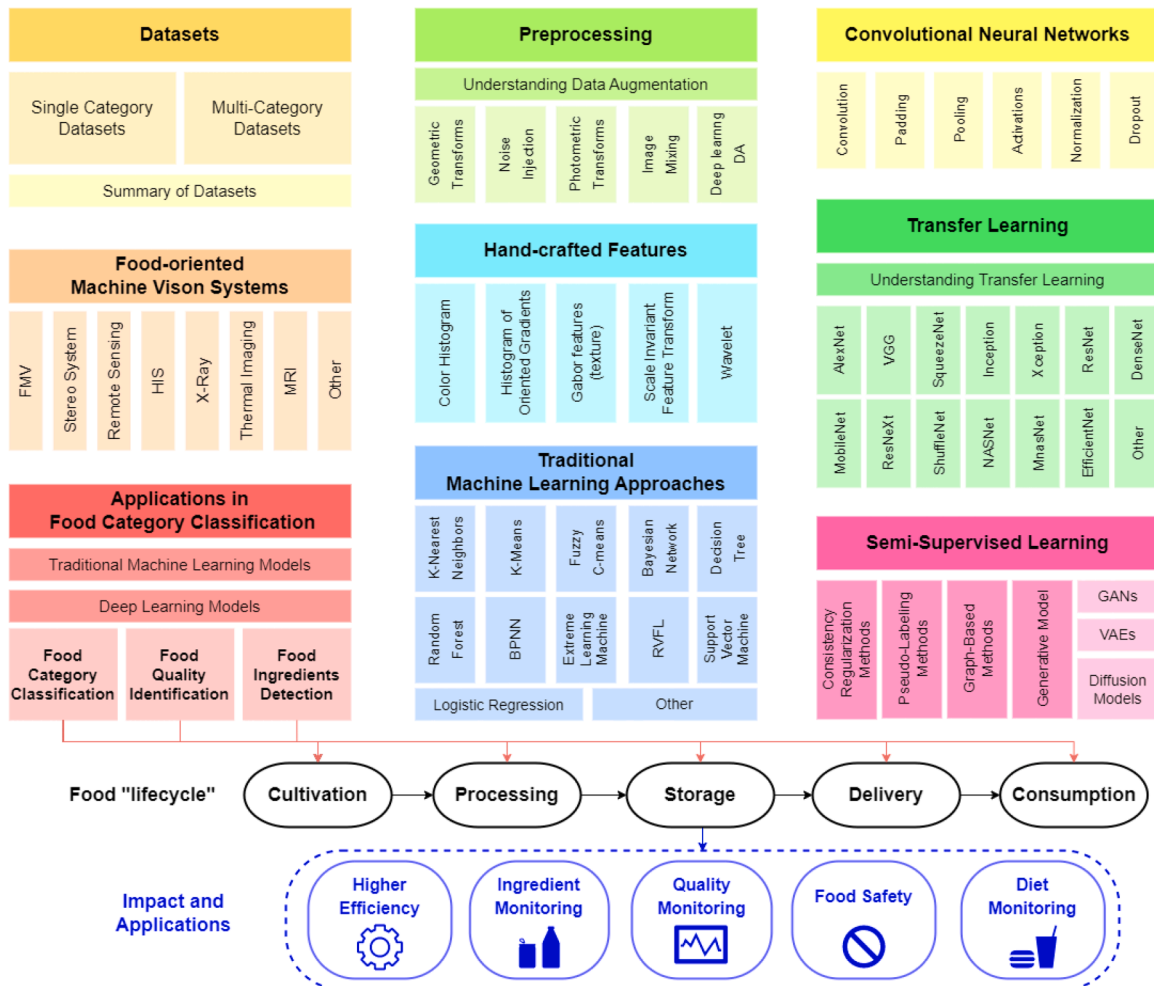 Datasets
Single Category
Datasets
Multi-Category
Datasets
Summary of Datasets
Food-oriented
Machine Vison Systems
FMV
Stereo System
Remote Sensing
HIS
X-Ray
Thermal Imaging
MRI
Other
Applications in
Food Category Classification
Traditional Machine Learning Models
Deep Learning Models
Food
Category
Classification
Food
Quality
Identification
Food
Ingredients
Detection
Preprocessing
Understanding Data Augmentation
Geometric
Transforms
Noise
Injection
Photometric
Transforms
Image
Mixing
Deep learnng
DA
Hand-crafted Features
Color Histogram
Histogram of
Oriented Gradients
Gabor features
(texture)
Scale Invariant
Feature Transform
Wavelet
Traditional
Machine Learning Approaches
K-Nearest
Neighbors
K-Means
Fuzzy
C-means
Bayesian
Network
Decision
Tree
Random
Forest
BPNN
Extreme
Learning
Machine
RVFL
Support
Vector
Machine
Logistic Regression
Other
Convolutional Neural Networks
Convolution
Padding
Pooling
Activations
Normalization
Dropout
Transfer Learning
Understanding Transfer Learning
AlexNet
VGG
SqueezeNet
Inception
Xception
ResNet
DenseNet
MobileNet
ResNeXt
ShuffleNet
NASNet
MnasNet
EfficientNet
Other
Semi-Supervised Learning
Consistency
Regularization
Methods
Pseudo-Labeling
Methods
Graph-Based
Methods
Generative Model
GANs
VAEs
Diffusion
Models
Food "lifecycle"
Cultivation
Processing
Storage
Delivery
Consumption
Impact and
Applications
Higher
Efficiency
Ingredient
Monitoring
Quality
Monitoring
Food Safety
Diet
Monitoring